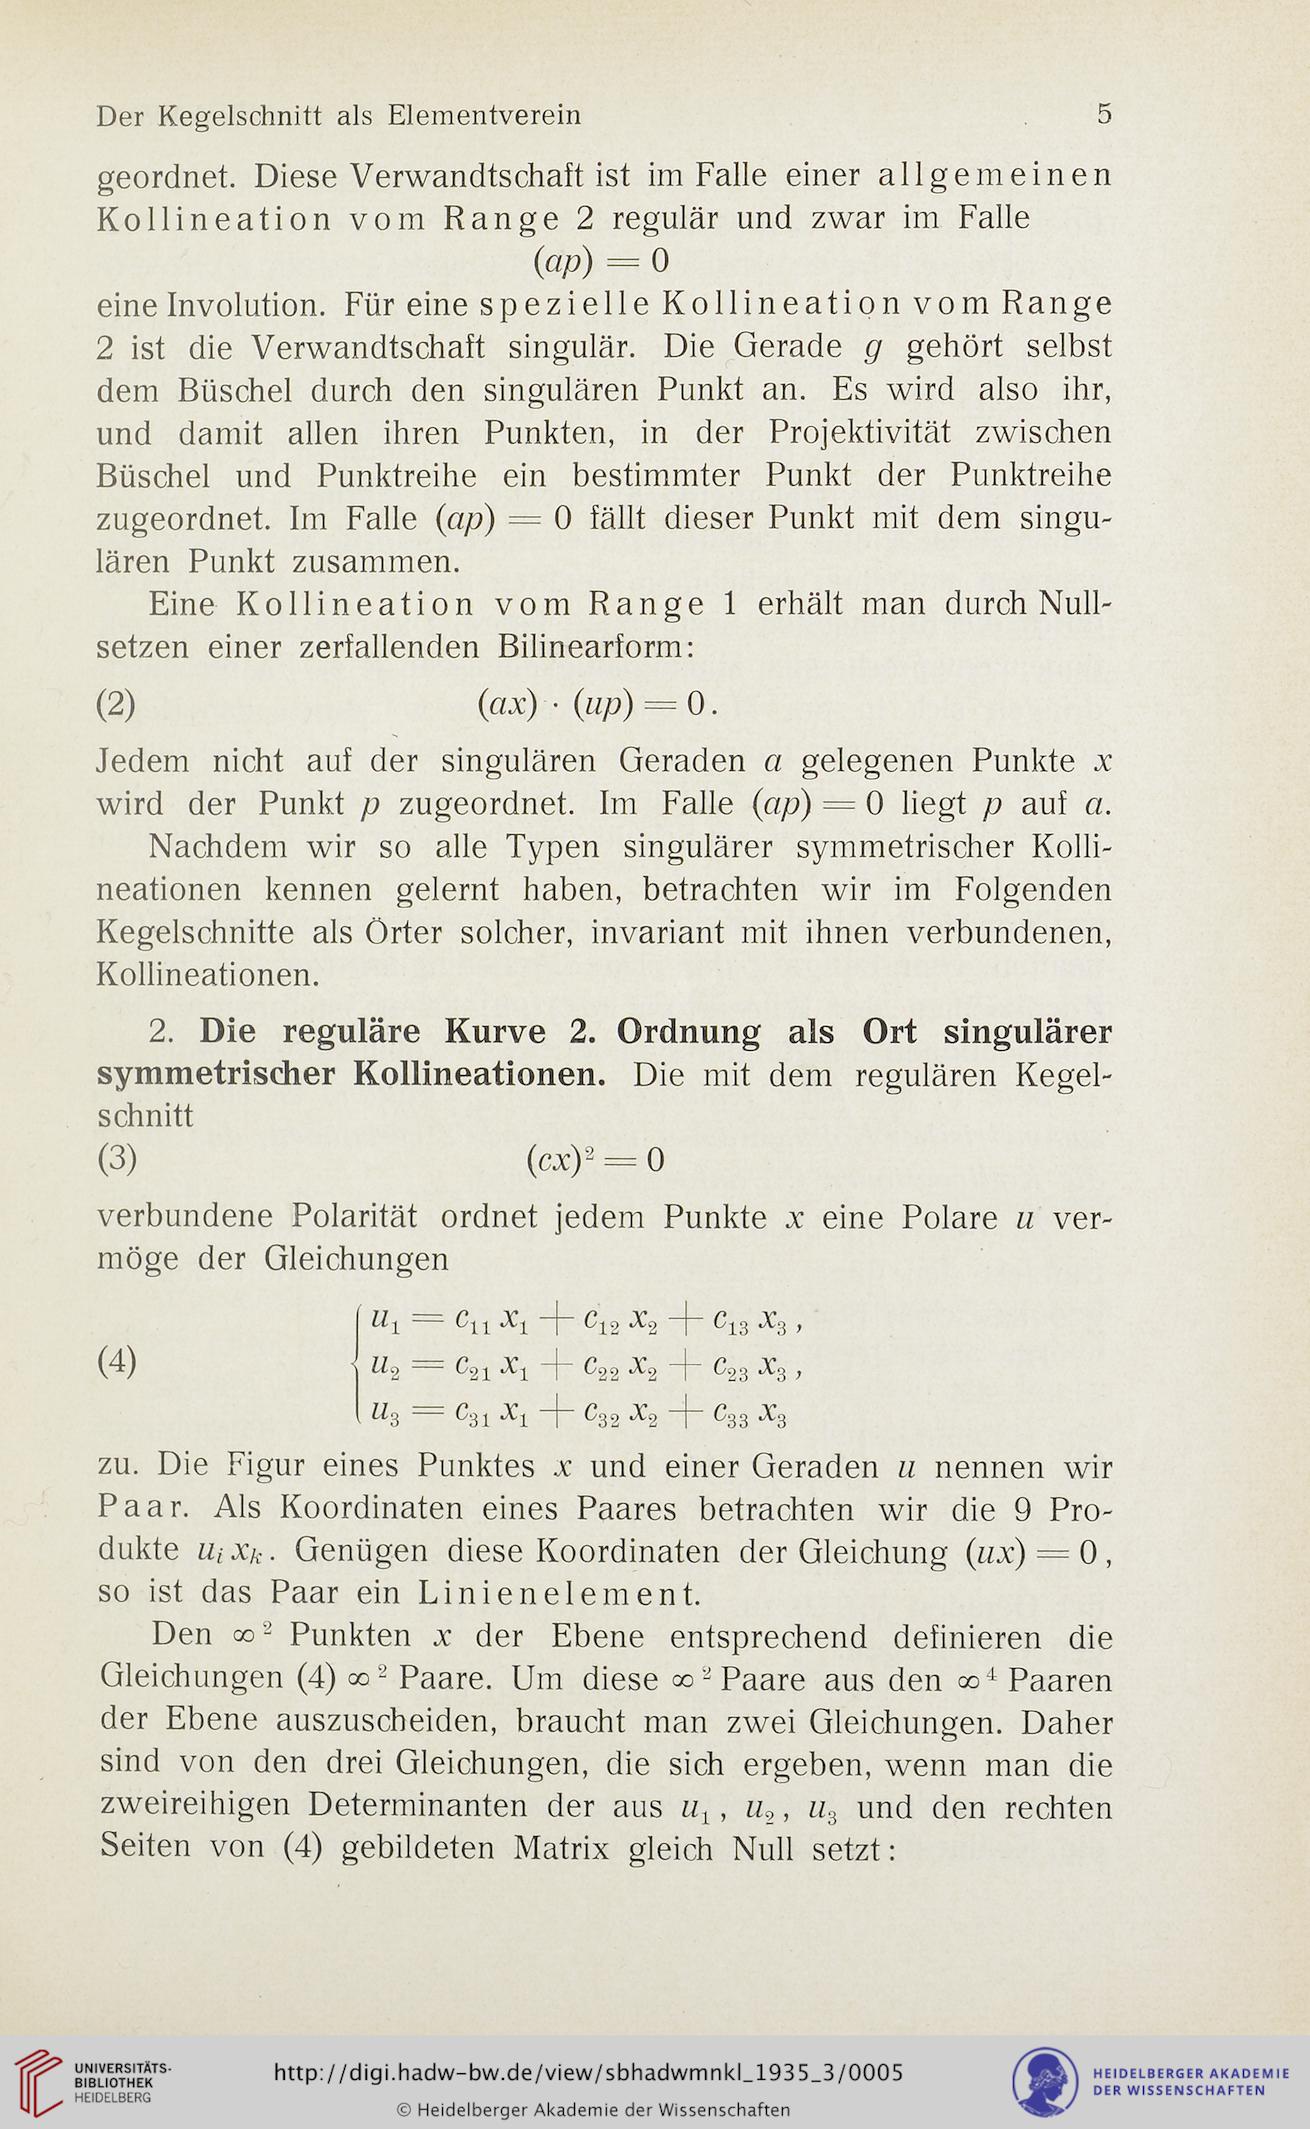 Der Kegelschnitt als Elementverein 5
geordnet. Diese Verwandtschaft ist im Falle einer allgemeinen
Kollineation vom Range 2 regulär und zwar im Falle
(ap) = 0
eine Involution. Für eine spezielle Kollineation vom Range
2 ist die Verwandtschaft singulär. Die Gerade g gehört selbst
dem Büschel durch den singulären Punkt an. Es wird also ihr,
und damit allen ihren Punkten, in der Projektivität zwischen
Büschel und Punktreihe ein bestimmter Punkt der Punktreihe
zugeordnet. Im Falle (ap) = 0 fällt dieser Punkt mit dem singu-
lären Punkt zusammen.
Eine Kollineation vom Range 1 erhält man durch Null-
setzen einer zerfallenden Bilinearform:
(2) (ax) · (up) = 0.
Jedem nicht auf der singulären Geraden a gelegenen Punkte x
wird der Punkt p zugeordnet. Im Falle (ap) = 0 liegt p auf a.
Nachdem wir so alle Typen singulärer symmetrischer Kolli-
neationen kennen gelernt haben, betrachten wir im Folgenden
Kegelschnitte als Örter solcher, invariant mit ihnen verbundenen,
Kollineationen.
2. Die reguläre Kurve 2. Ordnung als Ort singulärer
symmetrischer Kollineationen. Die mit dem regulären Kegel-
schnitt
(3) (cx)² = 0
verbundene Polarität ordnet jedem Punkte x eine Polare u ver-
möge der Gleichungen
u₁ = c₁₁ x₁ + c₁₂ x₂ + c₁₃ x₃ ,
(4) u₂ = c₂₁ x₁ + c₂₂ x₂ + c₂₃ x₃ ,
u₃ = c₃₁ x₁ + c₃₂ x₂ + c₃₃ x₃
zu. Die Figur eines Punktes x und einer Geraden u nennen wir
Paar. Als Koordinaten eines Paares betrachten wir die 9 Pro-
dukte uᵢ xₖ. Genügen diese Koordinaten der Gleichung (ux) = 0,
so ist das Paar ein Linienelement.
Den ∞² Punkten x der Ebene entsprechend definieren die
Gleichungen (4) ∞² Paare. Um diese ∞² Paare aus den ∞⁴ Paaren
der Ebene auszuscheiden, braucht man zwei Gleichungen. Daher
sind von den drei Gleichungen, die sich ergeben, wenn man die
zweireihigen Determinanten der aus u₁, u₂, u₃ und den rechten
Seiten von (4) gebildeten Matrix gleich Null setzt:
UNIVERSITÄTS-
BIBLIOTHEK
HEIDELBERG
http://digi.hadw-bw.de/view/sbhadwmnkl_1935_3/0005
© Heidelberger Akademie der Wissenschaften
HEIDELBERGER AKADEMIE
DER WISSENSCHAFTEN